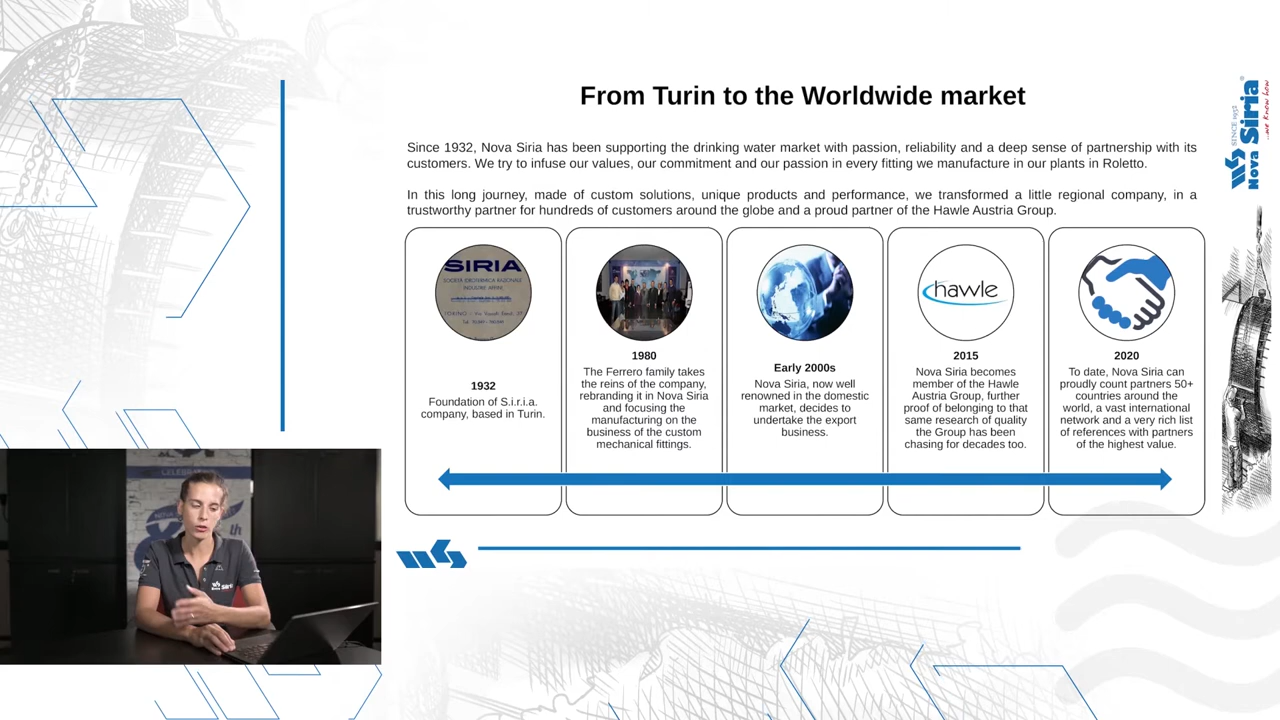 From Turin to the Worldwide market
Since 1932, Nova Siria has been supporting the drinking water market with passion, reliability and a deep sense of partnership with its
customers. We try to infuse our values, our commitment and our passion in every fitting we manufacture in our plants in Roletto.
In this long journey, made of custom solutions, unique products and performance, we transformed a little regional company, in a
trustworthy partner for hundreds of customers around the globe and a proud partner of the Hawle Austria Group.
SIRIA
1932
Foundation of S.i.r.i.a.
company, based in Turin.
1980
The Ferrero family takes
the reins of the company,
rebranding it in Nova Siria
and focusing the
manufacturing on the
business of the custom
mechanical fittings.
Early 2000s
Nova Siria, now well
renowned in the domestic
market, decides to
undertake the export
business.
hawle
2015
Nova Siria becomes
member of the Hawle
Austria Group, further
proof of belonging to that
same research of quality
the Group has been
chasing for decades too.
2020
To date, Nova Siria can
proudly count partners 50+
countries around the
world, a vast international
network and a very rich list
of references with partners
of the highest value.
SINCE 1932
Nova Siria®
...we know how
th